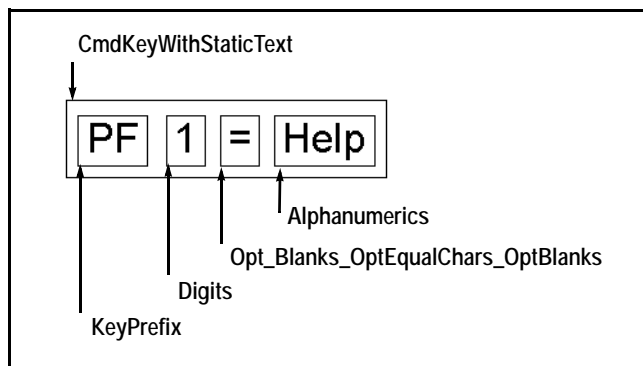 CmdKeyWithStaticText
PF 1 = Help
Alphanumerics
Opt_Blanks_OptEqualChars_OptBlanks
Digits
KeyPrefix